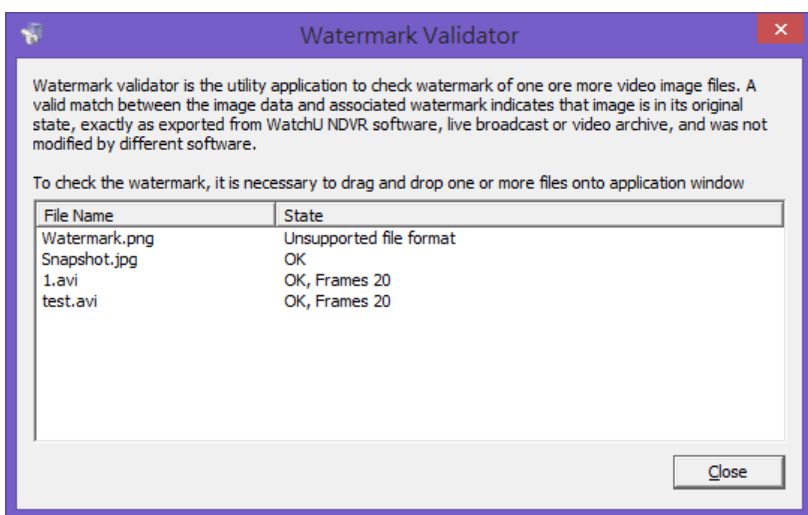 Watermark Validator
Watermark validator is the utility application to check watermark of one ore more video image files. A
valid match between the image data and associated watermark indicates that image is in its original
state, exactly as exported from WatchU NDVR software, live broadcast or video archive, and was not
modified by different software.
To check the watermark, it is necessary to drag and drop one or more files onto application window
File Name State
Watermark.png Unsupported file format
Snapshot.jpg OK
1.avi OK, Frames 20
test.avi OK, Frames 20
Close